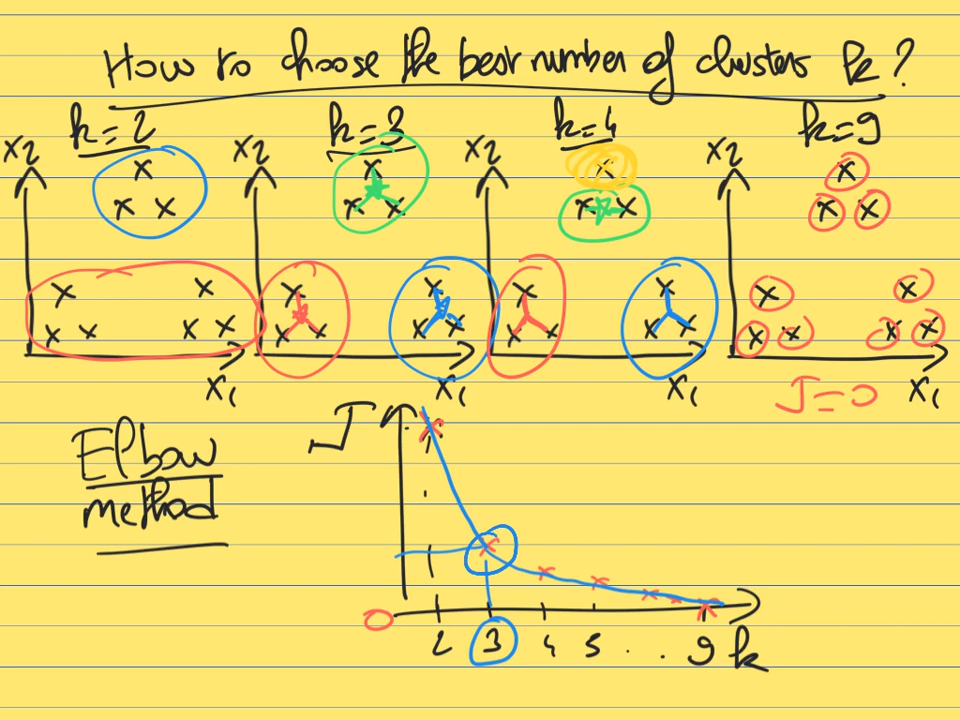 How to choose the best number of clusters k?
k=2 k=3 k=4 k=9
x2 x2 x2 x2
x1 x1 x1 x1
J=0
Elbow
method
J
0
2 3 4 5 . . 9 k